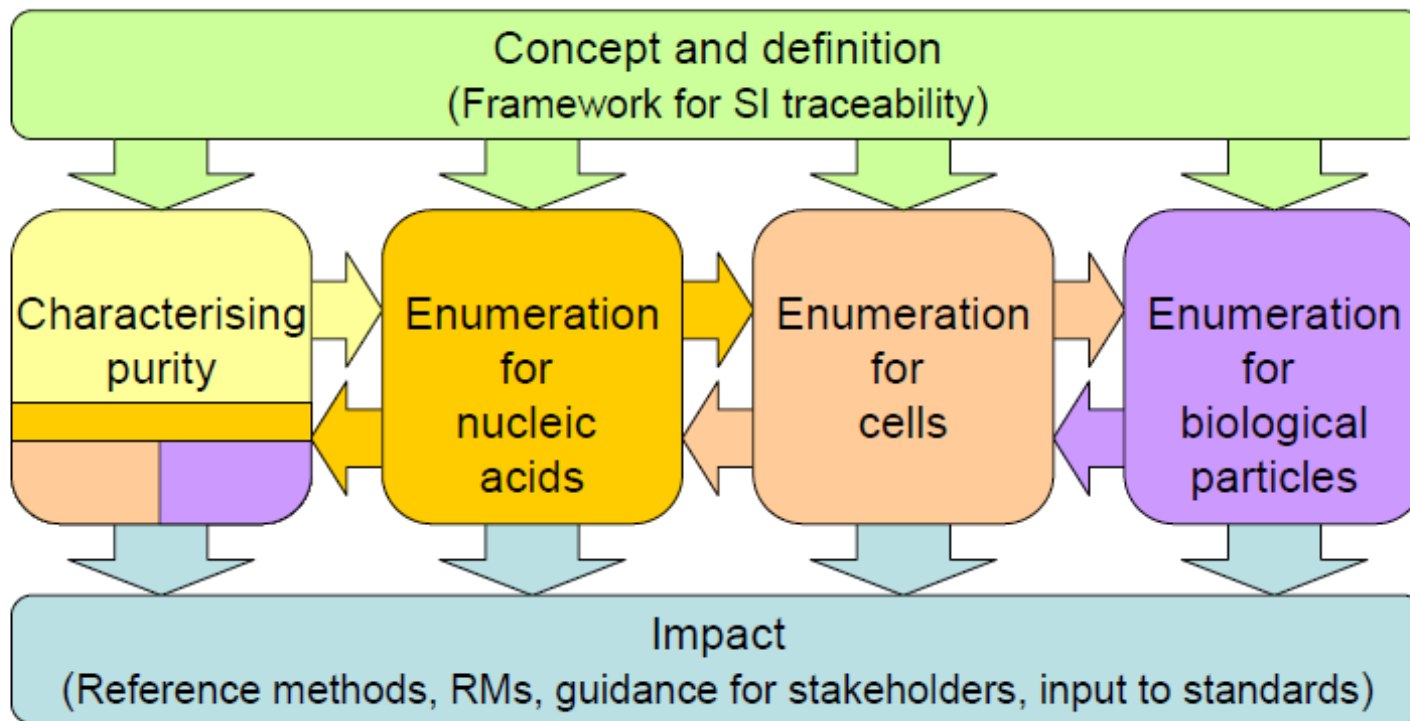 Concept and definition
(Framework for SI traceability)
Characterising
purity
Enumeration
for
nucleic
acids
Enumeration
for
cells
Enumeration
for
biological
particles
Impact
(Reference methods, RMs, guidance for stakeholders, input to standards)